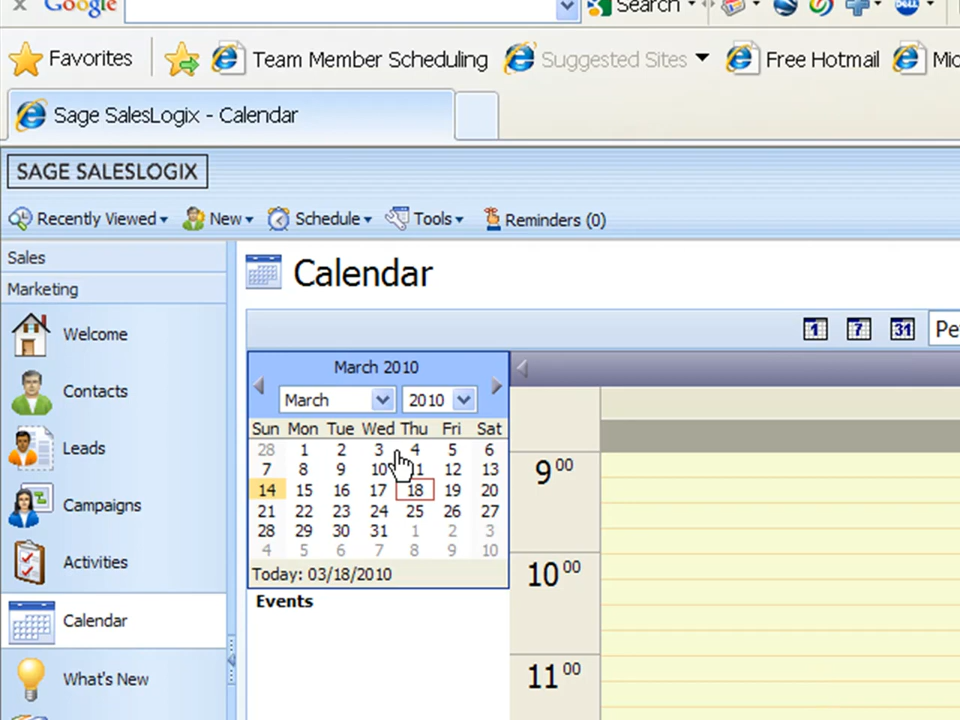 Google
Search
Favorites
Team Member Scheduling
Suggested Sites
Free Hotmail
Sage SalesLogix - Calendar
SAGE SALESLOGIX
Recently Viewed
New
Schedule
Tools
Reminders (0)
Sales
Marketing
Welcome
Contacts
Leads
Campaigns
Activities
Calendar
What's New
Calendar
1 7 31
March 2010
March 2010
Sun Mon Tue Wed Thu Fri Sat
28 1 2 3 4 5 6
7 8 9 10 11 12 13
14 15 16 17 18 19 20
21 22 23 24 25 26 27
28 29 30 31 1 2 3
4 5 6 7 8 9 10
Today: 03/18/2010
Events
9 00
10 00
11 00